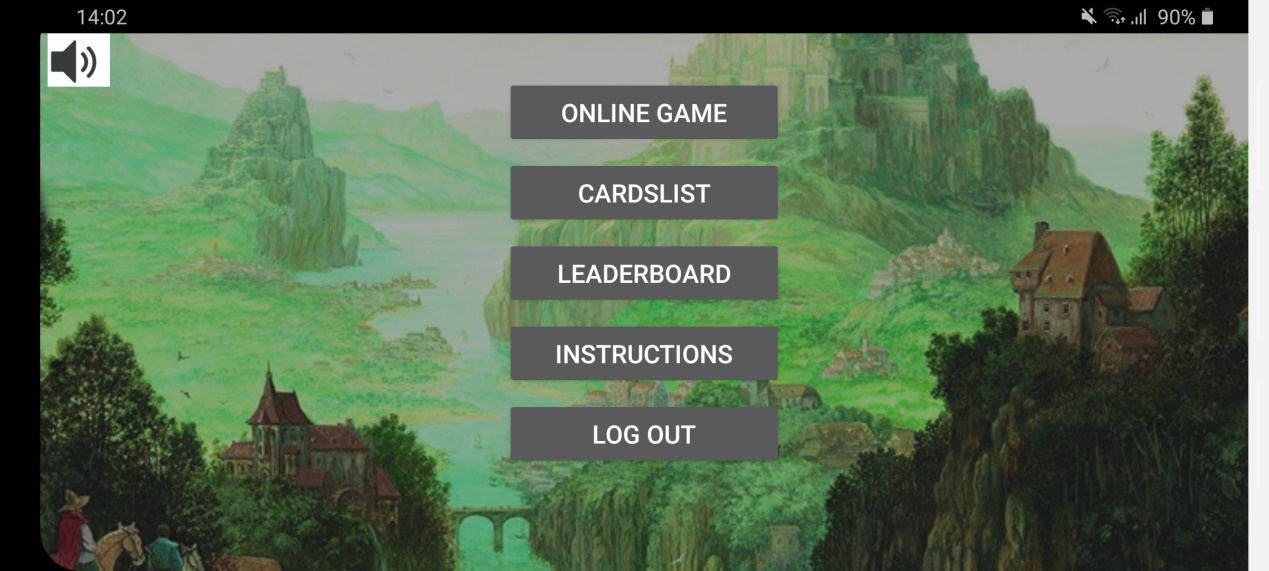 14:02
90%
ONLINE GAME
CARDSLIST
LEADERBOARD
INSTRUCTIONS
LOG OUT